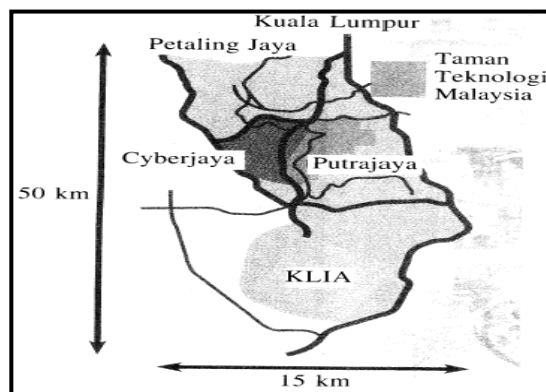 Kuala Lumpur
Petaling Jaya
Taman
Teknologi
Malaysia
Cyberjaya
Putrajaya
50 km
KLIA
15 km